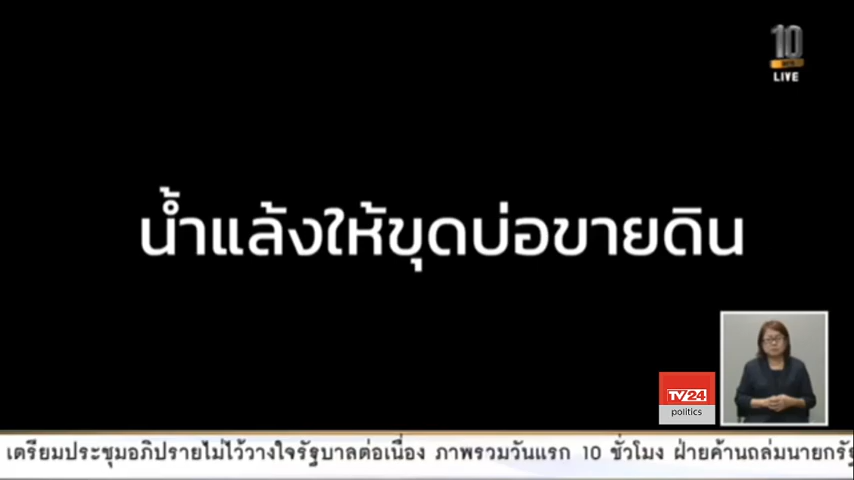 10
LIVE
น้ำแล้งให้ขุดบ่อขายดิน
TV24
politics
เตรียมประชุมอภิปรายไม่ไว้วางใจรัฐบาลต่อเนื่อง ภาพรวมวันแรก 10 ชั่วโมง ฝ่ายค้านถล่มนายกรัฐ